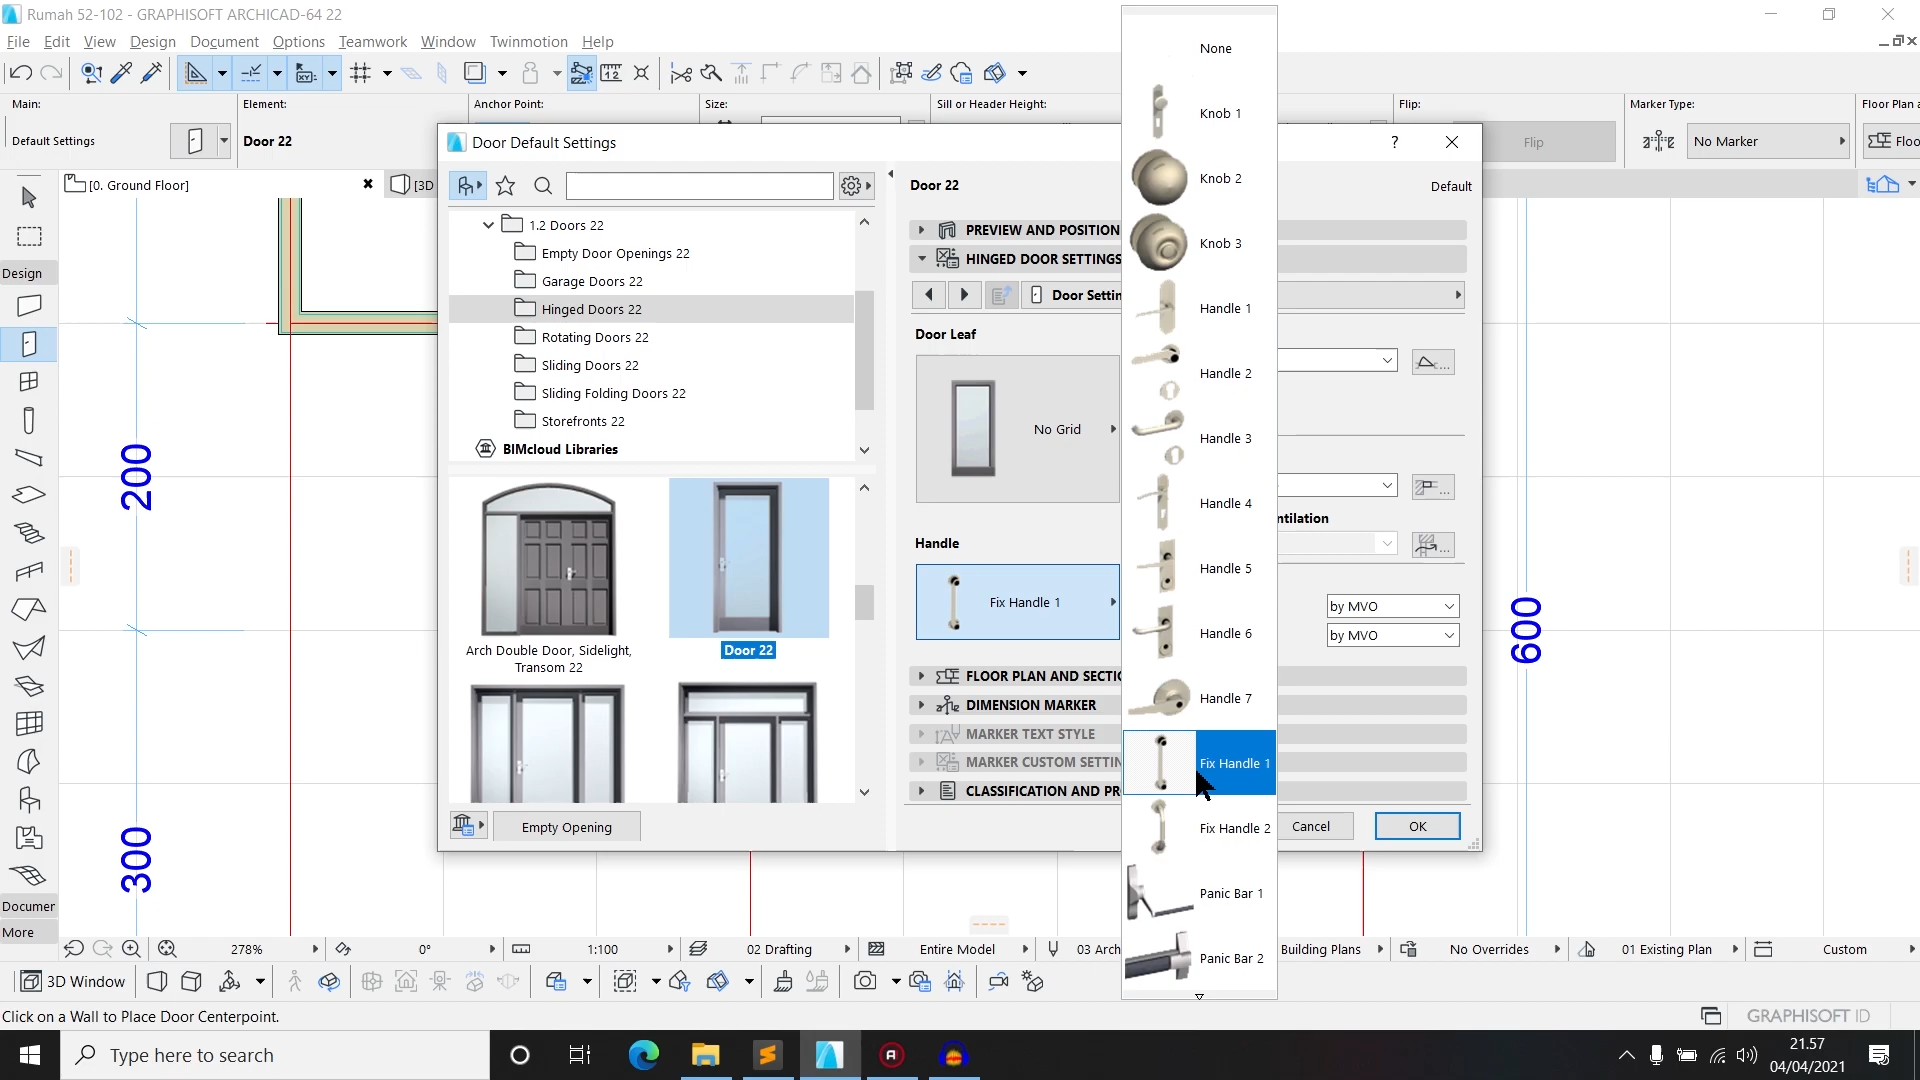 Rumah 52-102 - GRAPHISOFT ARCHICAD-64 22
File Edit View Design Document Options Teamwork Window Twinmotion Help
Main:
Default Settings
Element:
Door 22
Anchor Point:
Size:
Sill or Header Height:
Flip:
Flip
Marker Type:
No Marker
Floor Plan a
Floo
[0. Ground Floor]
[3D
Design
Documer
More
200
300
600
Door Default Settings
?
1.2 Doors 22
Empty Door Openings 22
Garage Doors 22
Hinged Doors 22
Rotating Doors 22
Sliding Doors 22
Sliding Folding Doors 22
Storefronts 22
BIMcloud Libraries
Arch Double Door, Sidelight,
Transom 22
Door 22
Empty Opening
Door 22
Default
PREVIEW AND POSITION
HINGED DOOR SETTINGS
Door Settin
Door Leaf
No Grid
Handle
Fix Handle 1
ntilation
by MVO
by MVO
FLOOR PLAN AND SECTIO
DIMENSION MARKER
MARKER TEXT STYLE
MARKER CUSTOM SETTIN
CLASSIFICATION AND PR
Cancel
OK
None
Knob 1
Knob 2
Knob 3
Handle 1
Handle 2
Handle 3
Handle 4
Handle 5
Handle 6
Handle 7
Fix Handle 1
Fix Handle 2
Panic Bar 1
Panic Bar 2
278%
0°
1:100
02 Drafting
Entire Model
03 Arch
Building Plans
No Overrides
01 Existing Plan
Custom
3D Window
Click on a Wall to Place Door Centerpoint.
GRAPHISOFT ID
Type here to search
21.57
04/04/2021